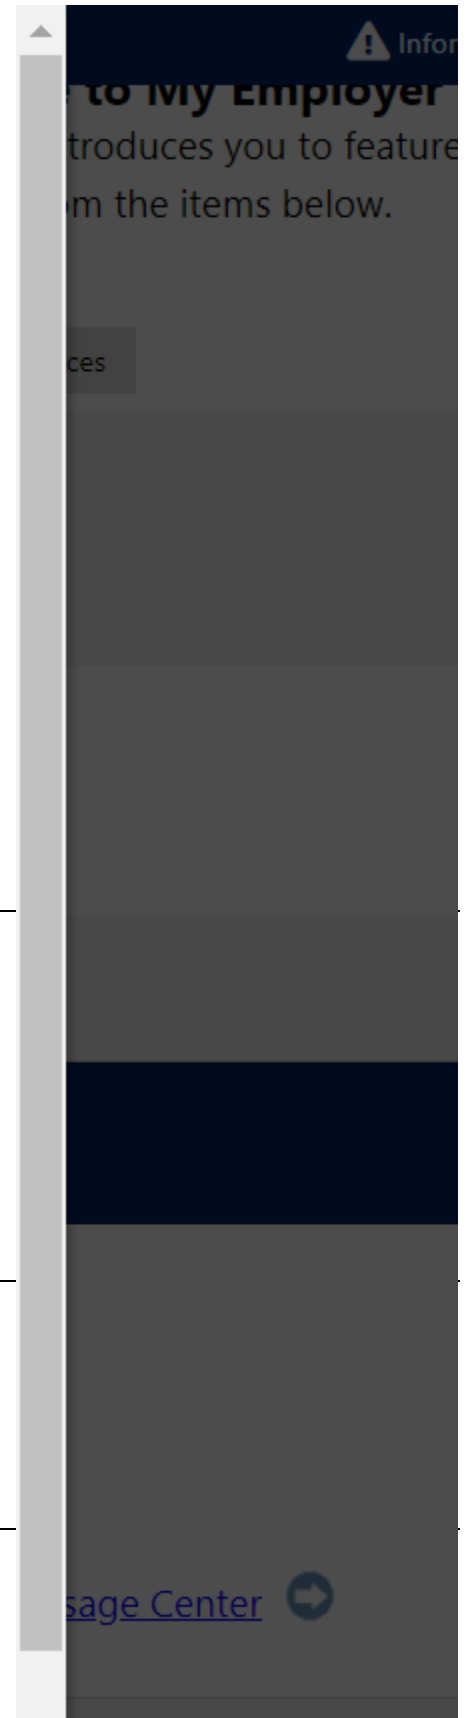 Infor
to My Employer
troduces you to feature
m the items below.
ces
sage Center